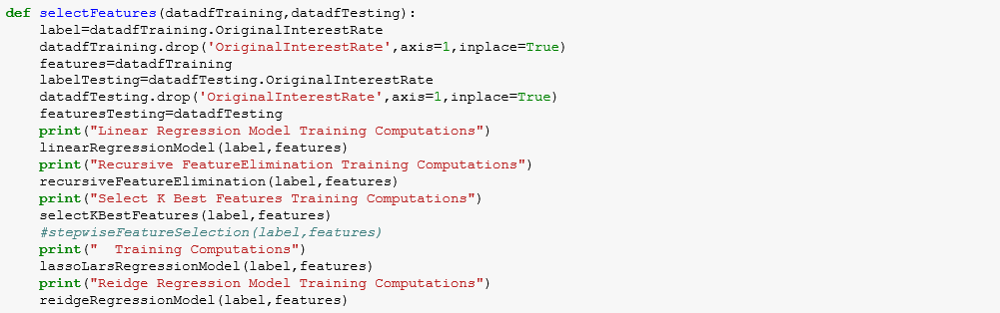 def selectFeatures(datadfTraining,datadfTesting):
    label=datadfTraining.OriginalInterestRate
    datadfTraining.drop('OriginalInterestRate',axis=1,inplace=True)
    features=datadfTraining
    labelTesting=datadfTesting.OriginalInterestRate
    datadfTesting.drop('OriginalInterestRate',axis=1,inplace=True)
    featuresTesting=datadfTesting
    print("Linear Regression Model Training Computations")
    linearRegressionModel(label,features)
    print("Recursive FeatureElimination Training Computations")
    recursiveFeatureElimination(label,features)
    print("Select K Best Features Training Computations")
    selectKBestFeatures(label,features)
    #stepwiseFeatureSelection(label,features)
    print("  Training Computations")
    lassoLarsRegressionModel(label,features)
    print("Reidge Regression Model Training Computations")
    reidgeRegressionModel(label,features)